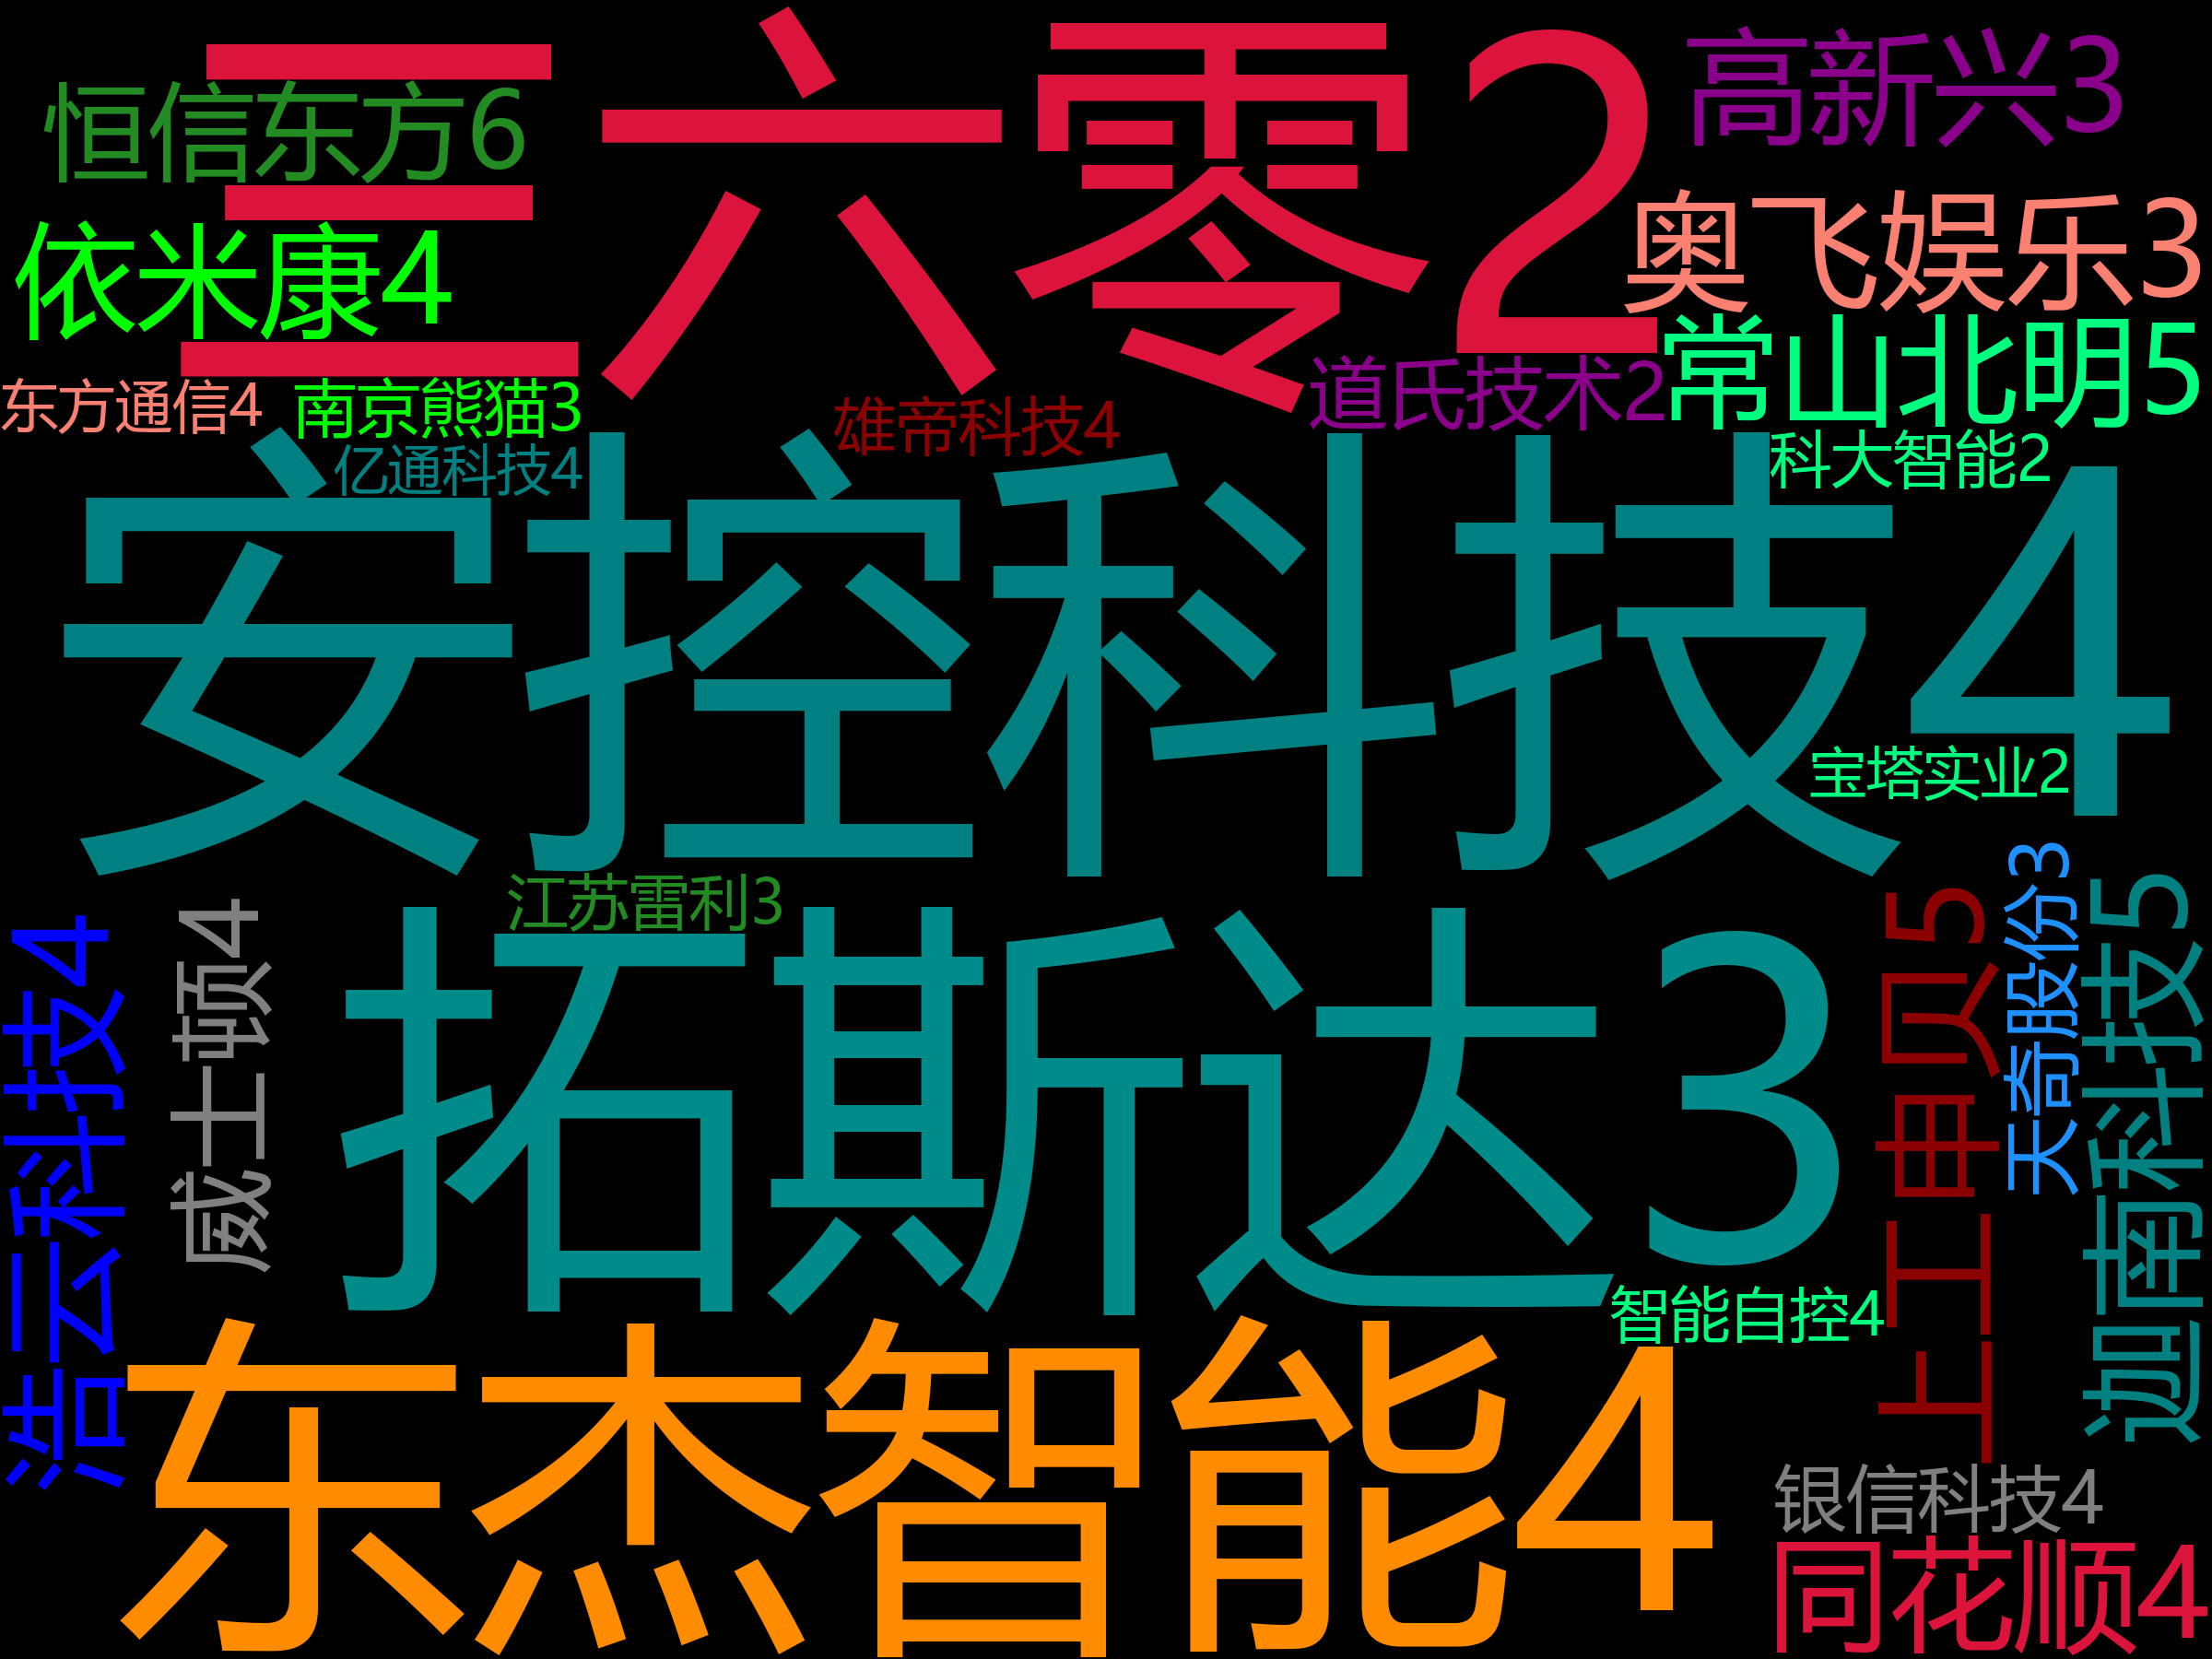 三六零2
高新兴3
恒信东方6
奥飞娱乐3
依米康4
常山北明5
道氏技术2
东方通信4
南京熊猫3
维帝科技4
科大智能2
亿通科技4
安控科技4
宝塔实业2
天奇股份3
江苏雷利3
迦南科技5
上工申贝5
威士顿4
浩云科技4
拓斯达3
智能自控4
东杰智能4
银信科技4
同花顺4